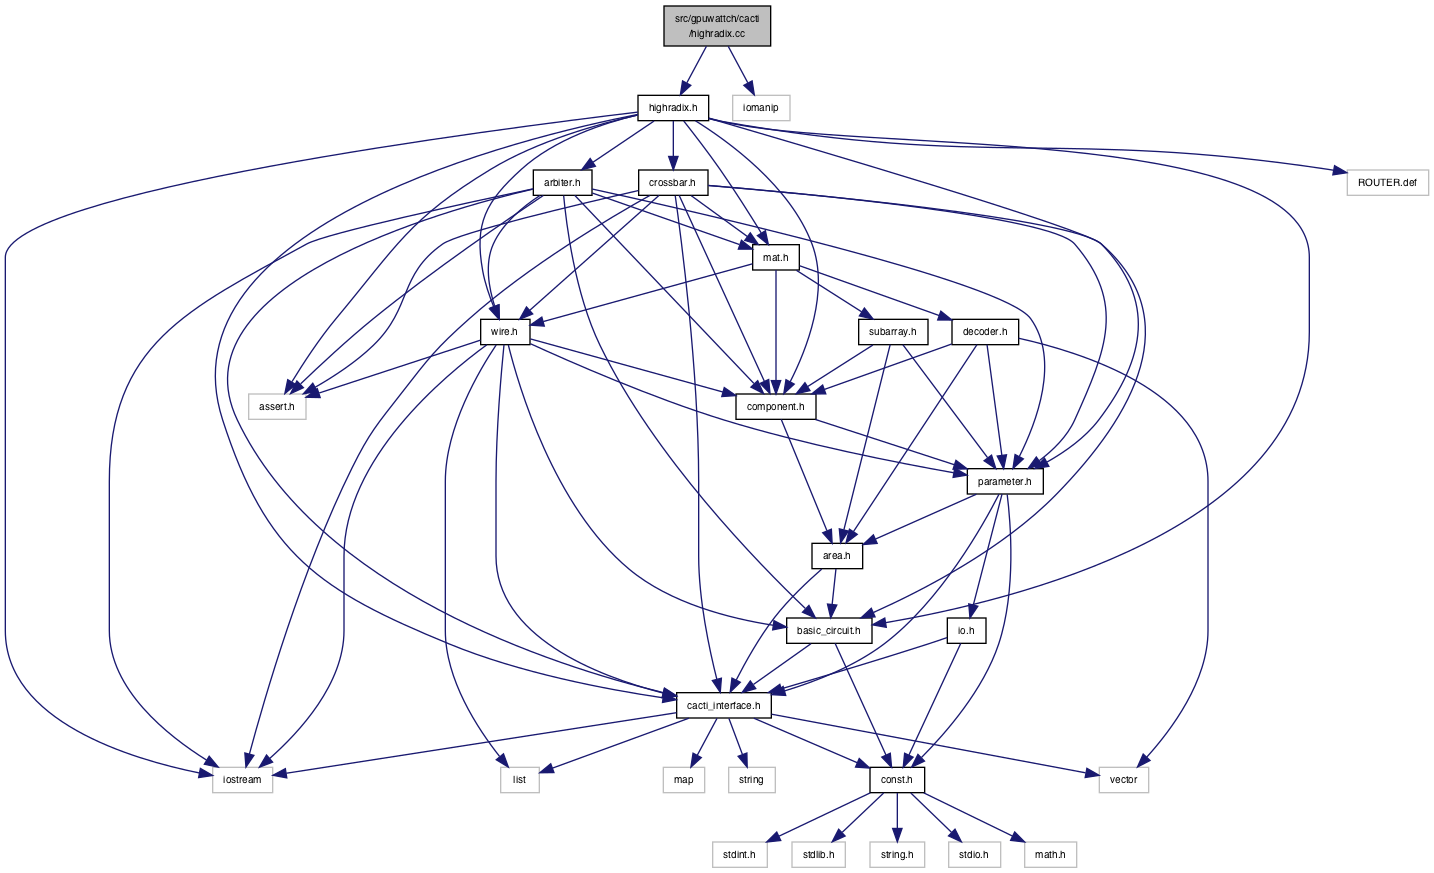 src/gpuwattch/cacti
/highradix.cc
highradix.h
iomanip
arbiter.h
crossbar.h
ROUTER.def
mat.h
wire.h
subarray.h
decoder.h
assert.h
component.h
parameter.h
area.h
basic_circuit.h
io.h
cacti_interface.h
iostream
list
map
string
const.h
vector
stdint.h
stdlib.h
string.h
stdio.h
math.h